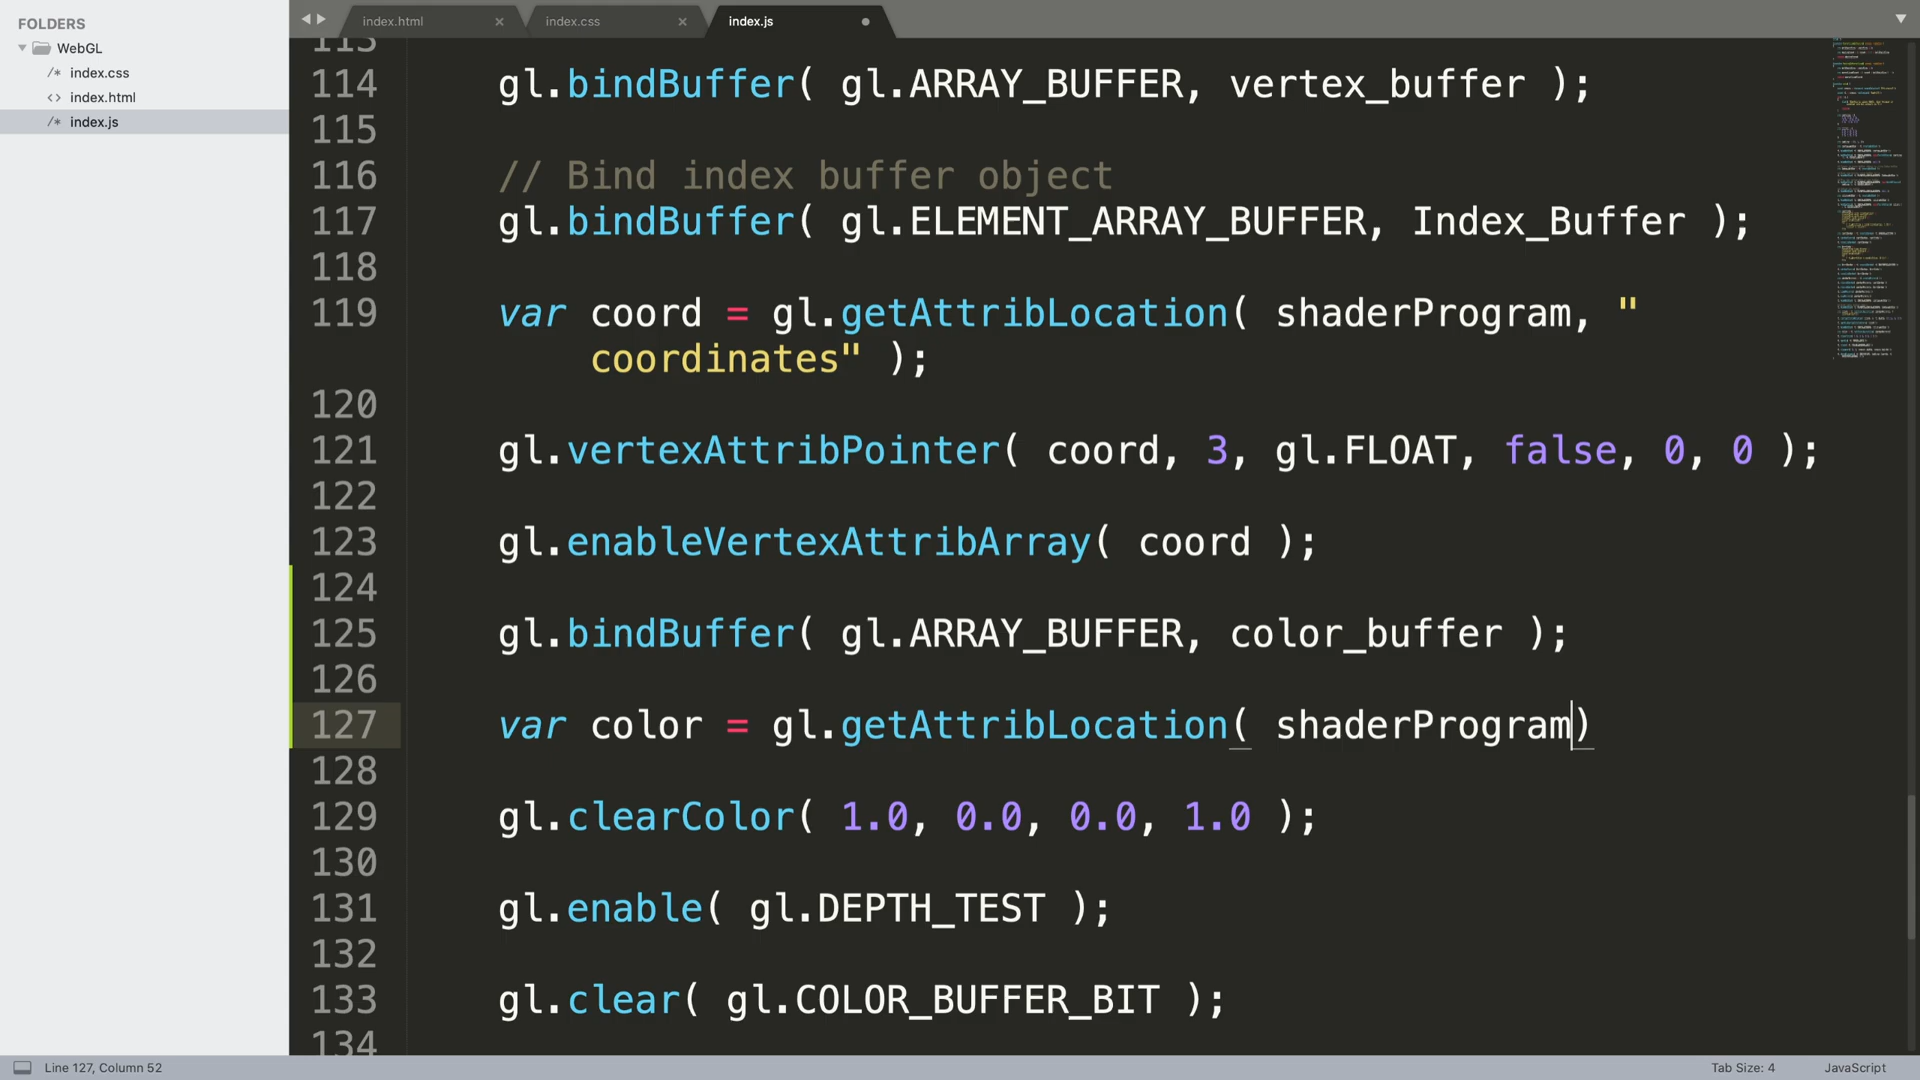 FOLDERS
WebGL
/* index.css
<> index.html
/* index.js
index.html ×
index.css ×
index.js
113
114 gl.bindBuffer( gl.ARRAY_BUFFER, vertex_buffer );
115
116 // Bind index buffer object
117 gl.bindBuffer( gl.ELEMENT_ARRAY_BUFFER, Index_Buffer );
118
119 var coord = gl.getAttribLocation( shaderProgram, "
coordinates" );
120
121 gl.vertexAttribPointer( coord, 3, gl.FLOAT, false, 0, 0 );
122
123 gl.enableVertexAttribArray( coord );
124
125 gl.bindBuffer( gl.ARRAY_BUFFER, color_buffer );
126
127 var color = gl.getAttribLocation( shaderProgram)
128
129 gl.clearColor( 1.0, 0.0, 0.0, 1.0 );
130
131 gl.enable( gl.DEPTH_TEST );
132
133 gl.clear( gl.COLOR_BUFFER_BIT );
134
Line 127, Column 52
Tab Size: 4
JavaScript